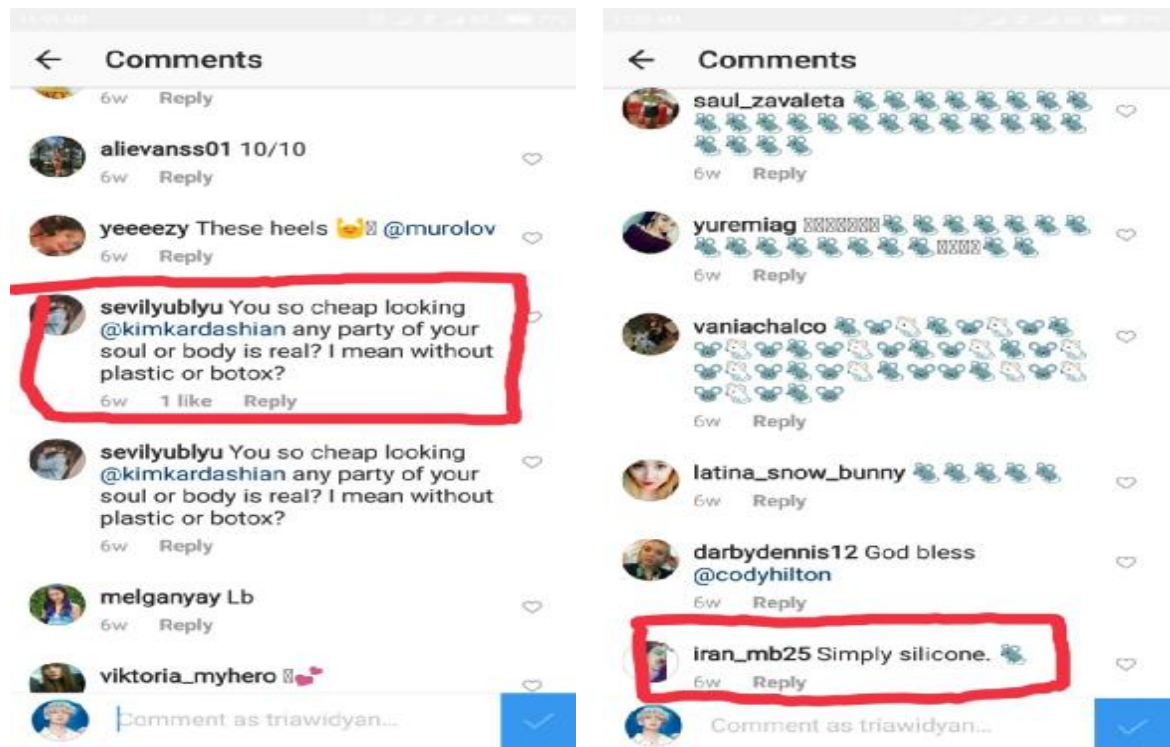 Comments
6w Reply
alievanss01 10/10
6w Reply
yeeeezy These heels @murolov
6w Reply
sevilyublyu You so cheap looking
@kimkardashian any party of your
soul or body is real? I mean without
plastic or botox?
6w 1 like Reply
sevilyublyu You so cheap looking
@kimkardashian any party of your
soul or body is real? I mean without
plastic or botox?
6w Reply
melganyay Lb
6w Reply
viktoria_myhero
Comment as triawidyan...
Comments
saul_zavaleta
6w Reply
yuremiag
6w Reply
vaniachalco
6w Reply
latina_snow_bunny
6w Reply
darbydennis12 God bless
@codyhilton
6w Reply
iran_mb25 Simply silicone.
6w Reply
Comment as triawidyan...